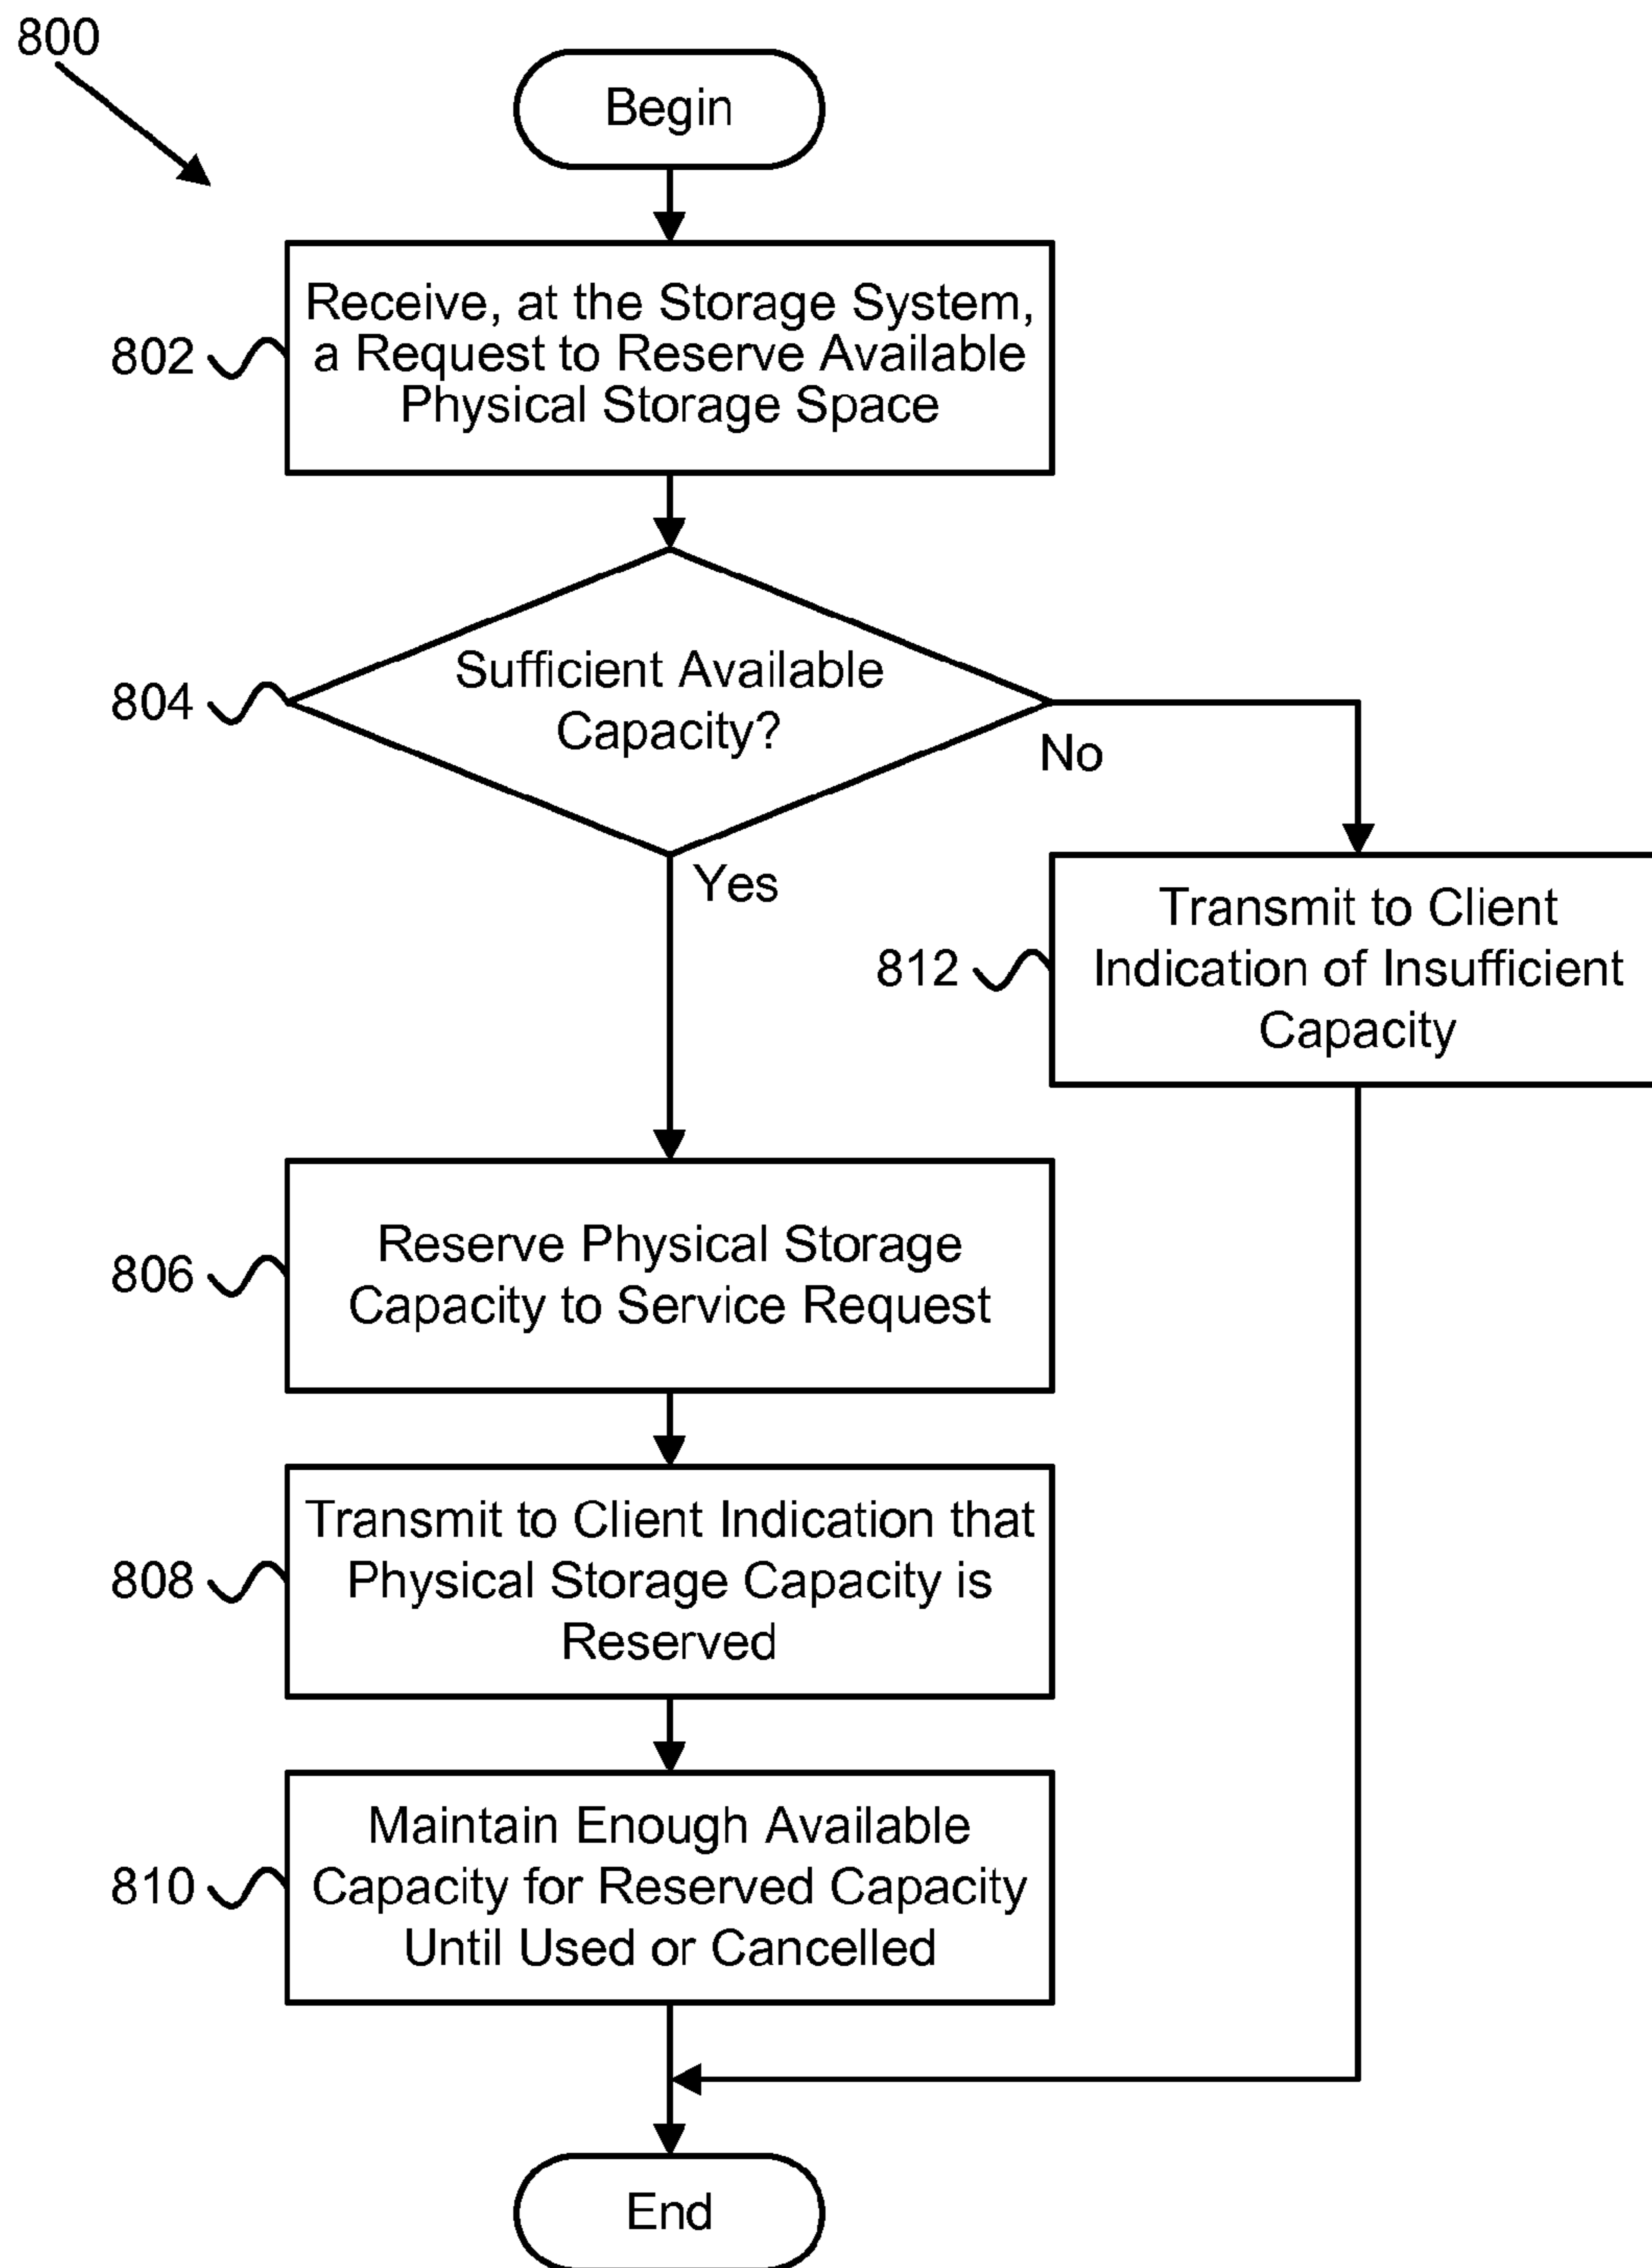 800
Begin
802
Receive, at the Storage System,
a Request to Reserve Available
Physical Storage Space
804
Sufficient Available
Capacity?
No
Yes
812
Transmit to Client
Indication of Insufficient
Capacity
806
Reserve Physical Storage
Capacity to Service Request
808
Transmit to Client Indication that
Physical Storage Capacity is
Reserved
810
Maintain Enough Available
Capacity for Reserved Capacity
Until Used or Cancelled
End